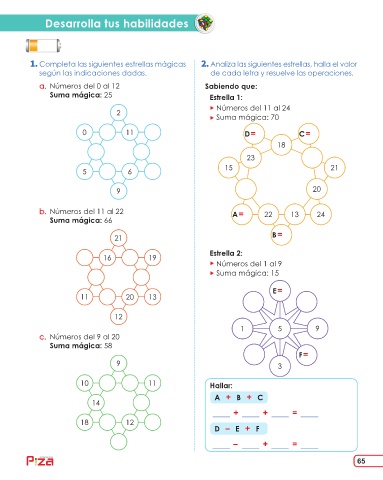 Desarrolla tus habilidades
1. Completa las siguientes estrellas mágicas
según las indicaciones dadas.
a. Números del 0 al 12
Suma mágica: 25
2
0 11
5 6
9
b. Números del 11 al 22
Suma mágica: 66
21
16 19
11 20 13
12
c. Números del 9 al 20
Suma mágica: 58
9
10 11
14
18 12
2. Analiza las siguientes estrellas, halla el valor
de cada letra y resuelve las operaciones.
Sabiendo que:
Estrella 1:
Números del 11 al 24
Suma mágica: 70
D= C=
18
23
15 21
20
A= 22 13 24
B=
Estrella 2:
Números del 1 al 9
Suma mágica: 15
E=
1 5 9
F=
3
Hallar:
A + B + C
____ + ____ + ____ = ____
D – E + F
____ – ____ + ____ = ____
Piza
65